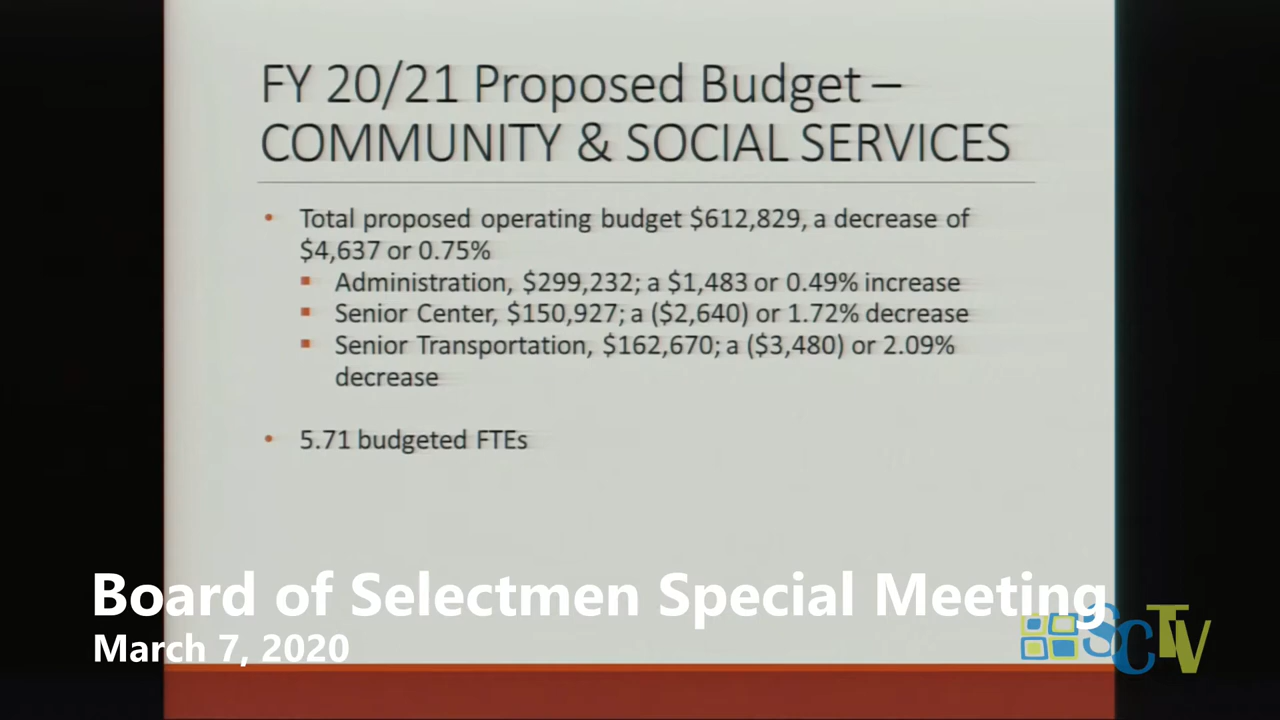 FY 20/21 Proposed Budget –
COMMUNITY & SOCIAL SERVICES
• Total proposed operating budget $612,829, a decrease of
$4,637 or 0.75%
▪ Administration, $299,232; a $1,483 or 0.49% increase
▪ Senior Center, $150,927; a ($2,640) or 1.72% decrease
▪ Senior Transportation, $162,670; a ($3,480) or 2.09%
decrease
• 5.71 budgeted FTEs
Board of Selectmen Special Meeting
March 7, 2020
SCTV